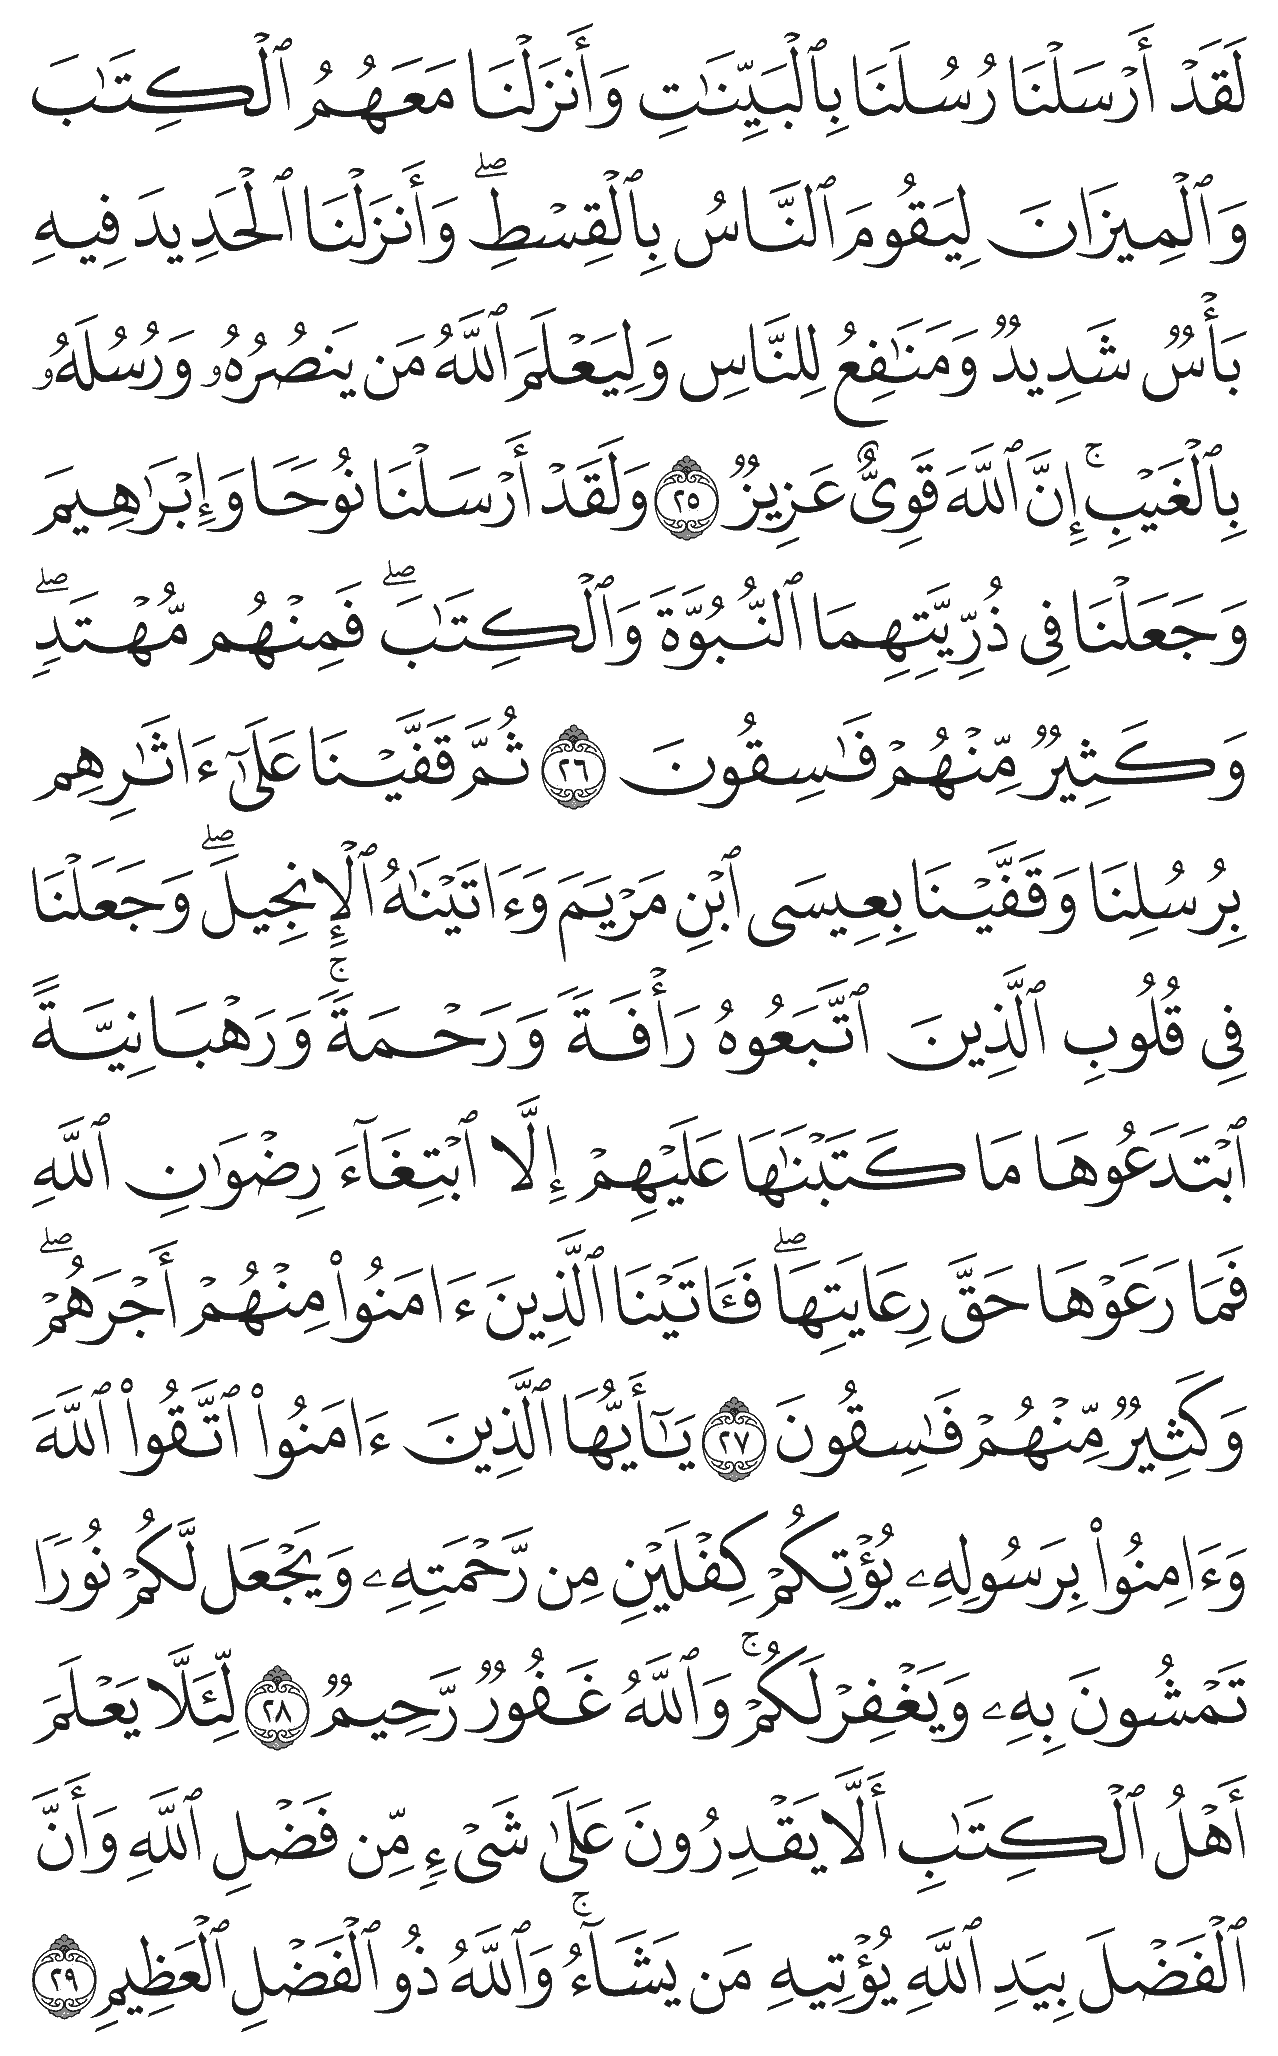 لَقَدۡ أَرۡسَلۡنَا رُسُلَنَا بِٱلۡبَيِّنَٰتِ وَأَنزَلۡنَا مَعَهُمُ ٱلۡكِتَٰبَ
وَٱلۡمِيزَانَ لِيَقُومَ ٱلنَّاسُ بِٱلۡقِسۡطِۖ وَأَنزَلۡنَا ٱلۡحَدِيدَ فِيهِ
بَأۡسٞ شَدِيدٞ وَمَنَٰفِعُ لِلنَّاسِ وَلِيَعۡلَمَ ٱللَّهُ مَن يَنصُرُهُۥ وَرُسُلَهُۥ
بِٱلۡغَيۡبِۚ إِنَّ ٱللَّهَ قَوِيٌّ عَزِيزٞ ٢٥ وَلَقَدۡ أَرۡسَلۡنَا نُوحٗا وَإِبۡرَٰهِيمَ
وَجَعَلۡنَا فِي ذُرِّيَّتِهِمَا ٱلنُّبُوَّةَ وَٱلۡكِتَٰبَۖ فَمِنۡهُم مُّهۡتَدٖۖ
وَكَثِيرٞ مِّنۡهُمۡ فَٰسِقُونَ ٢٦ ثُمَّ قَفَّيۡنَا عَلَىٰٓ ءَاثَٰرِهِم
بِرُسُلِنَا وَقَفَّيۡنَا بِعِيسَى ٱبۡنِ مَرۡيَمَ وَءَاتَيۡنَٰهُ ٱلۡإِنجِيلَۖ وَجَعَلۡنَا
فِي قُلُوبِ ٱلَّذِينَ ٱتَّبَعُوهُ رَأۡفَةٗ وَرَحۡمَةٗۚ وَرَهۡبَانِيَّةً
ٱبۡتَدَعُوهَا مَا كَتَبۡنَٰهَا عَلَيۡهِمۡ إِلَّا ٱبۡتِغَآءَ رِضۡوَٰنِ ٱللَّهِ
فَمَا رَعَوۡهَا حَقَّ رِعَايَتِهَاۖ فَـَٔاتَيۡنَا ٱلَّذِينَ ءَامَنُواْ مِنۡهُمۡ أَجۡرَهُمۡۖ
وَكَثِيرٞ مِّنۡهُمۡ فَٰسِقُونَ ٢٧ يَٰٓأَيُّهَا ٱلَّذِينَ ءَامَنُواْ ٱتَّقُواْ ٱللَّهَ
وَءَامِنُواْ بِرَسُولِهِۦ يُؤۡتِكُمۡ كِفۡلَيۡنِ مِن رَّحۡمَتِهِۦ وَيَجۡعَل لَّكُمۡ نُورٗا
تَمۡشُونَ بِهِۦ وَيَغۡفِرۡ لَكُمۡۚ وَٱللَّهُ غَفُورٞ رَّحِيمٞ ٢٨ لِّئَلَّا يَعۡلَمَ
أَهۡلُ ٱلۡكِتَٰبِ أَلَّا يَقۡدِرُونَ عَلَىٰ شَيۡءٖ مِّن فَضۡلِ ٱللَّهِ وَأَنَّ
ٱلۡفَضۡلَ بِيَدِ ٱللَّهِ يُؤۡتِيهِ مَن يَشَآءُۚ وَٱللَّهُ ذُو ٱلۡفَضۡلِ ٱلۡعَظِيمِ ٢٩